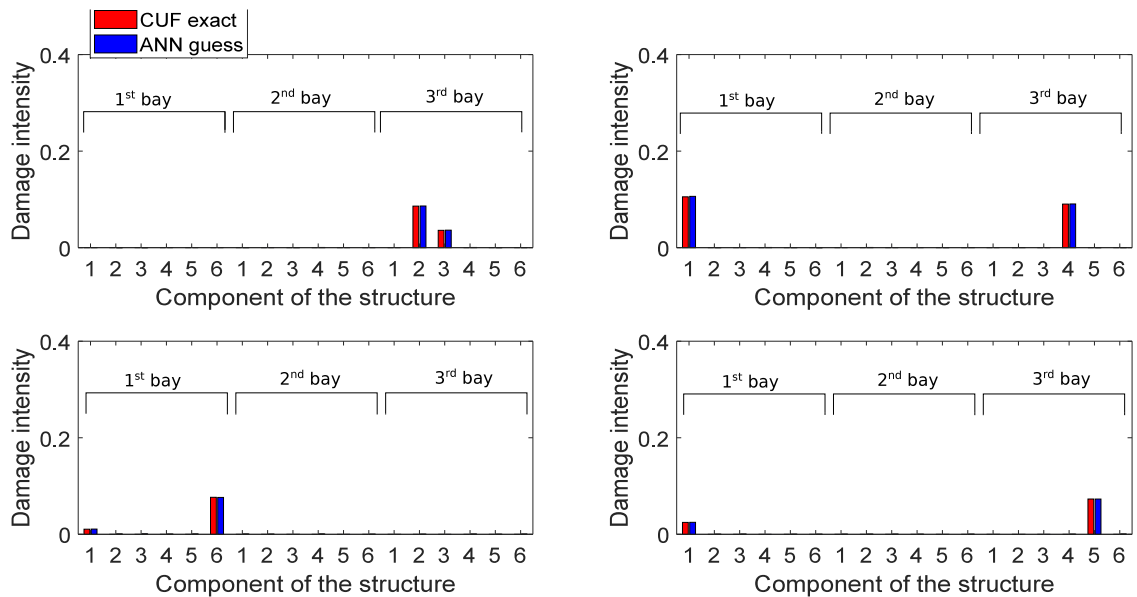 CUF exact
ANN guess
0.4
0.2
0
Damage intensity
1st bay
2nd bay
3rd bay
1 2 3 4 5 6 1 2 3 4 5 6 1 2 3 4 5 6
Component of the structure
0.4
0.2
0
Damage intensity
1st bay
2nd bay
3rd bay
1 2 3 4 5 6 1 2 3 4 5 6 1 2 3 4 5 6
Component of the structure
0.4
0.2
0
Damage intensity
1st bay
2nd bay
3rd bay
1 2 3 4 5 6 1 2 3 4 5 6 1 2 3 4 5 6
Component of the structure
0.4
0.2
0
Damage intensity
1st bay
2nd bay
3rd bay
1 2 3 4 5 6 1 2 3 4 5 6 1 2 3 4 5 6
Component of the structure